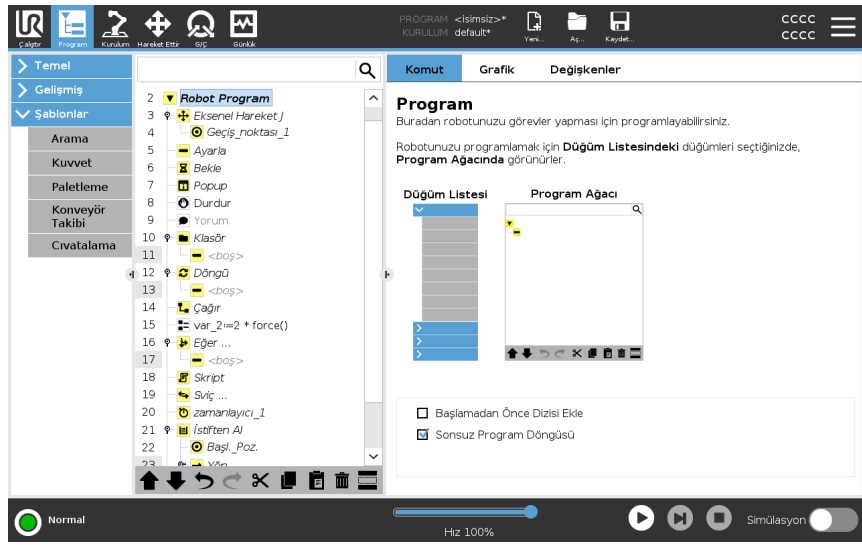 UR
Çalıştır
Program
Kurulum
Hareket Ettir
G/Ç
Günlük
PROGRAM <isimsiz>*
KURULUM default*
Yeni...
Aç...
Kaydet...
CCCC
CCCC
Temel
Gelişmiş
Şablonlar
Arama
Kuvvet
Paletleme
Konveyör
Takibi
Cıvatalama
2 Robot Program
3 Eksenel Hareket J
4 Geçiş_noktası_1
5 Ayarla
6 Bekle
7 Popup
8 Durdur
9 Yorum
10 Klasör
11 <boş>
12 Döngü
13 <boş>
14 Çağır
15 var_2:=2 * force()
16 Eğer ...
17 <boş>
18 Skript
19 Sviç ...
20 zamanlayıcı_1
21 İstiften Al
22 Başl._Poz.
23 Yön
Komut Grafik Değişkenler
Program
Buradan robotunuzu görevler yapması için programlayabilirsiniz.
Robotunuzu programlamak için Düğüm Listesindeki düğümleri seçtiğinizde,
Program Ağacında görünürler.
Düğüm Listesi
Program Ağacı
Başlamadan Önce Dizisi Ekle
Sonsuz Program Döngüsü
Normal
Hız 100%
Simülasyon